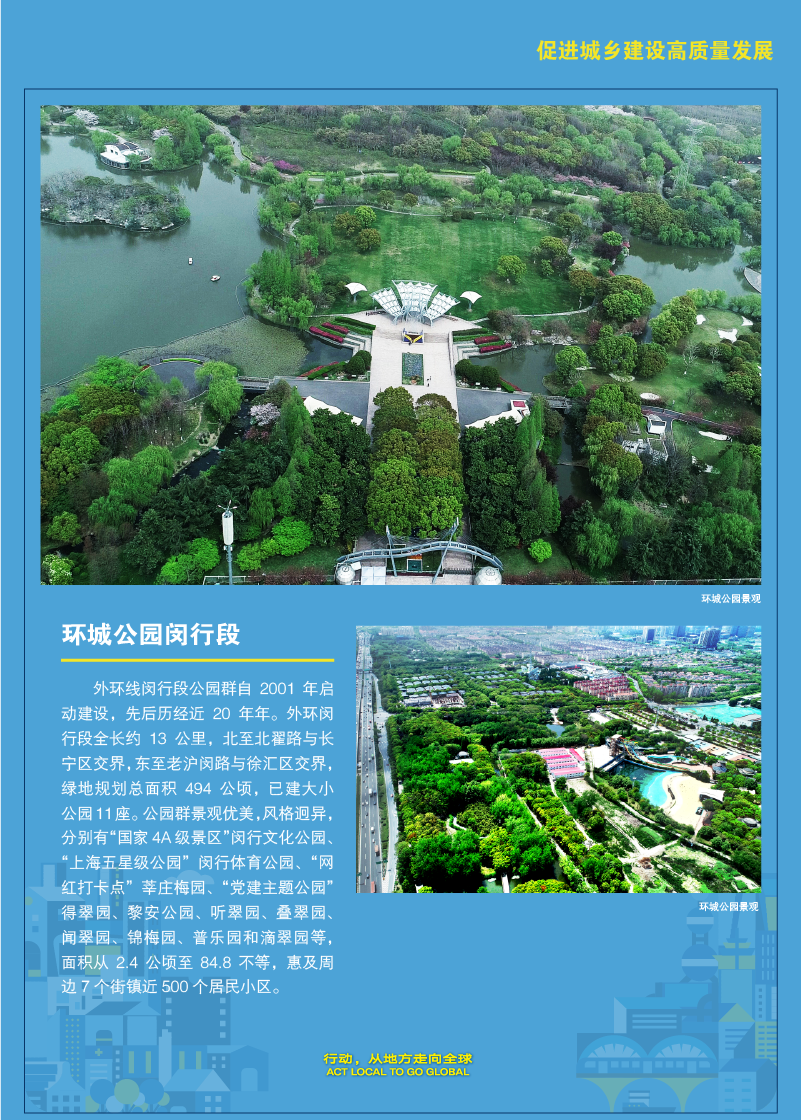 促进城乡建设高质量发展
环城公园景观
环城公园闵行段
外环线闵行段公园群自 2001 年启
动建设，先后历经近 20 年年。外环闵
行段全长约 13 公里，北至北翟路与长
宁区交界，东至老沪闵路与徐汇区交界，
绿地规划总面积 494 公顷，已建大小
公园11座。公园群景观优美，风格迥异，
分别有“国家 4A 级景区”闵行文化公园、
“上海五星级公园” 闵行体育公园、“网
红打卡点” 莘庄梅园、“党建主题公园”
得翠园、黎安公园、听翠园、叠翠园、
闻翠园、锦梅园、普乐园和滴翠园等，
面积从 2.4 公顷至 84.8 不等，惠及周
边 7 个街镇近 500 个居民小区。
环城公园景观
行动，从地方走向全球
ACT LOCAL TO GO GLOBAL